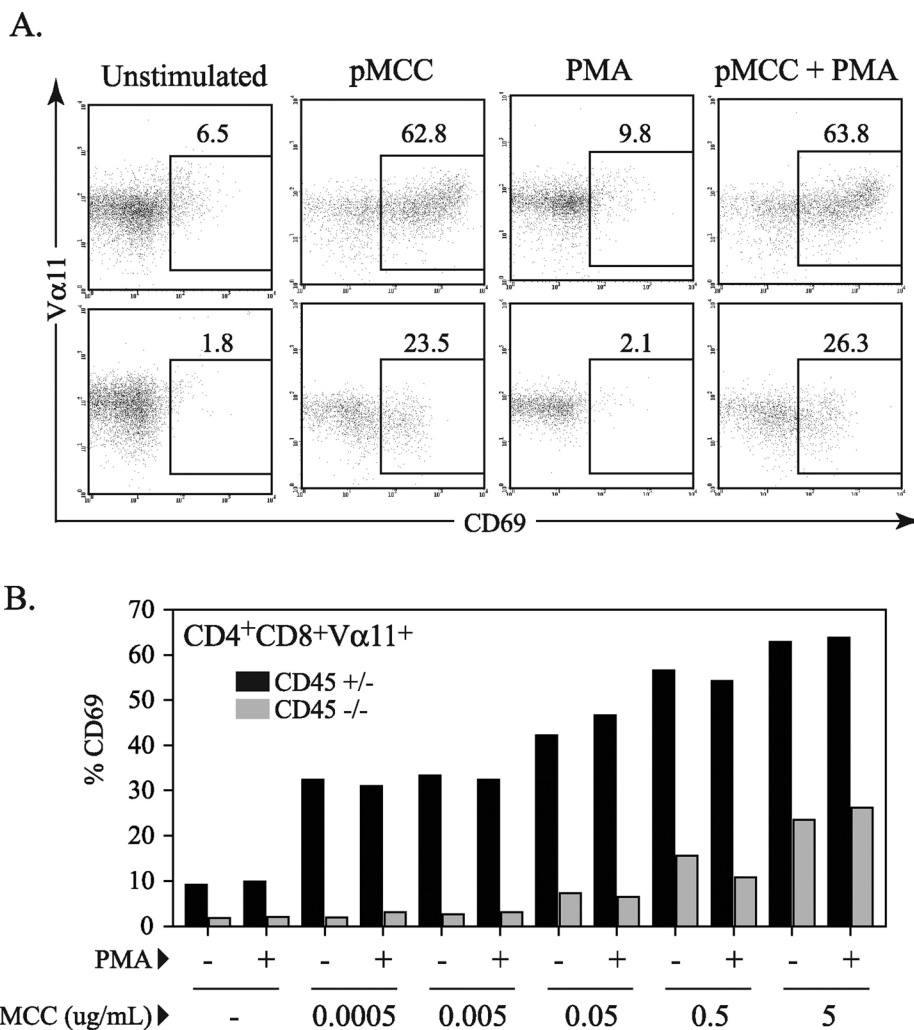 A.
Unstimulated pMCC PMA pMCC + PMA
6.5 62.8 9.8 63.8
1.8 23.5 2.1 26.3
Vα11
CD69
B.
CD4+CD8+Vα11+
CD45 +/-
CD45 -/-
% CD69
70
60
50
40
30
20
10
0
PMA - + - + - + - + - + - +
MCC (ug/mL) - 0.0005 0.005 0.05 0.5 5